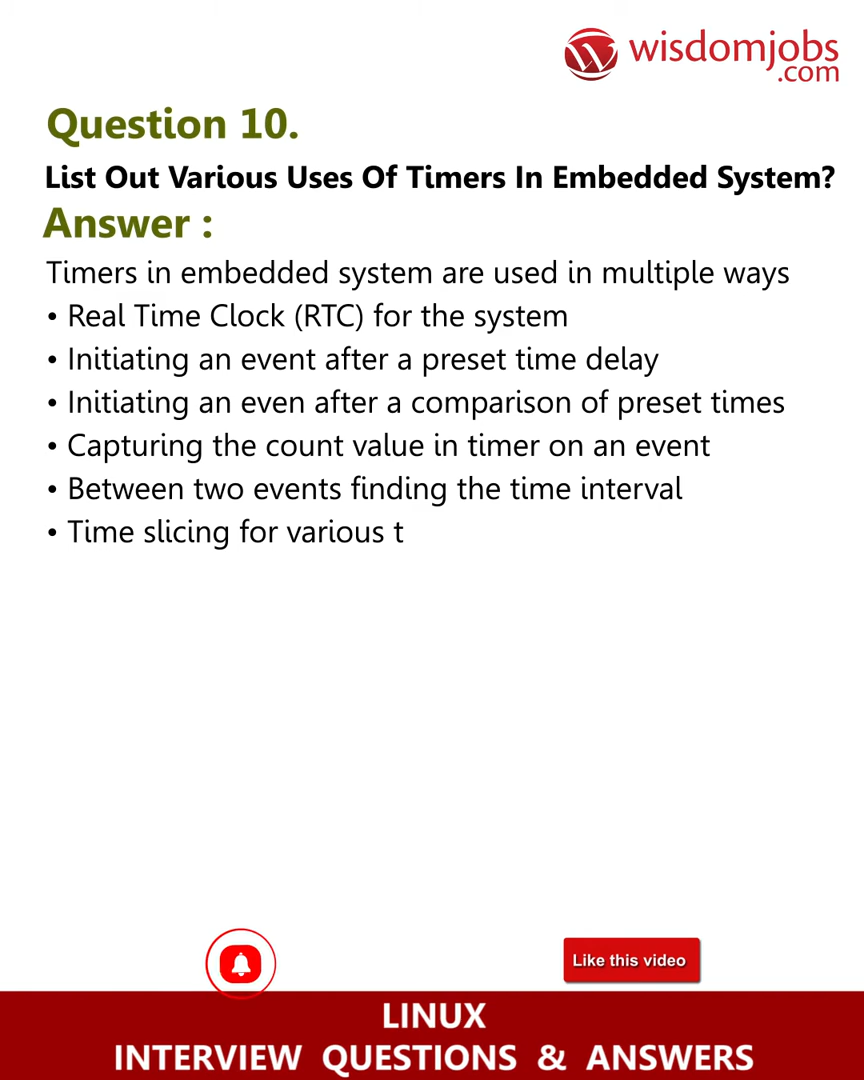 wisdomjobs
.com
Question 10.
List Out Various Uses Of Timers In Embedded System?
Answer :
Timers in embedded system are used in multiple ways
• Real Time Clock (RTC) for the system
• Initiating an event after a preset time delay
• Initiating an even after a comparison of preset times
• Capturing the count value in timer on an event
• Between two events finding the time interval
• Time slicing for various t
Like this video
LINUX
INTERVIEW QUESTIONS & ANSWERS